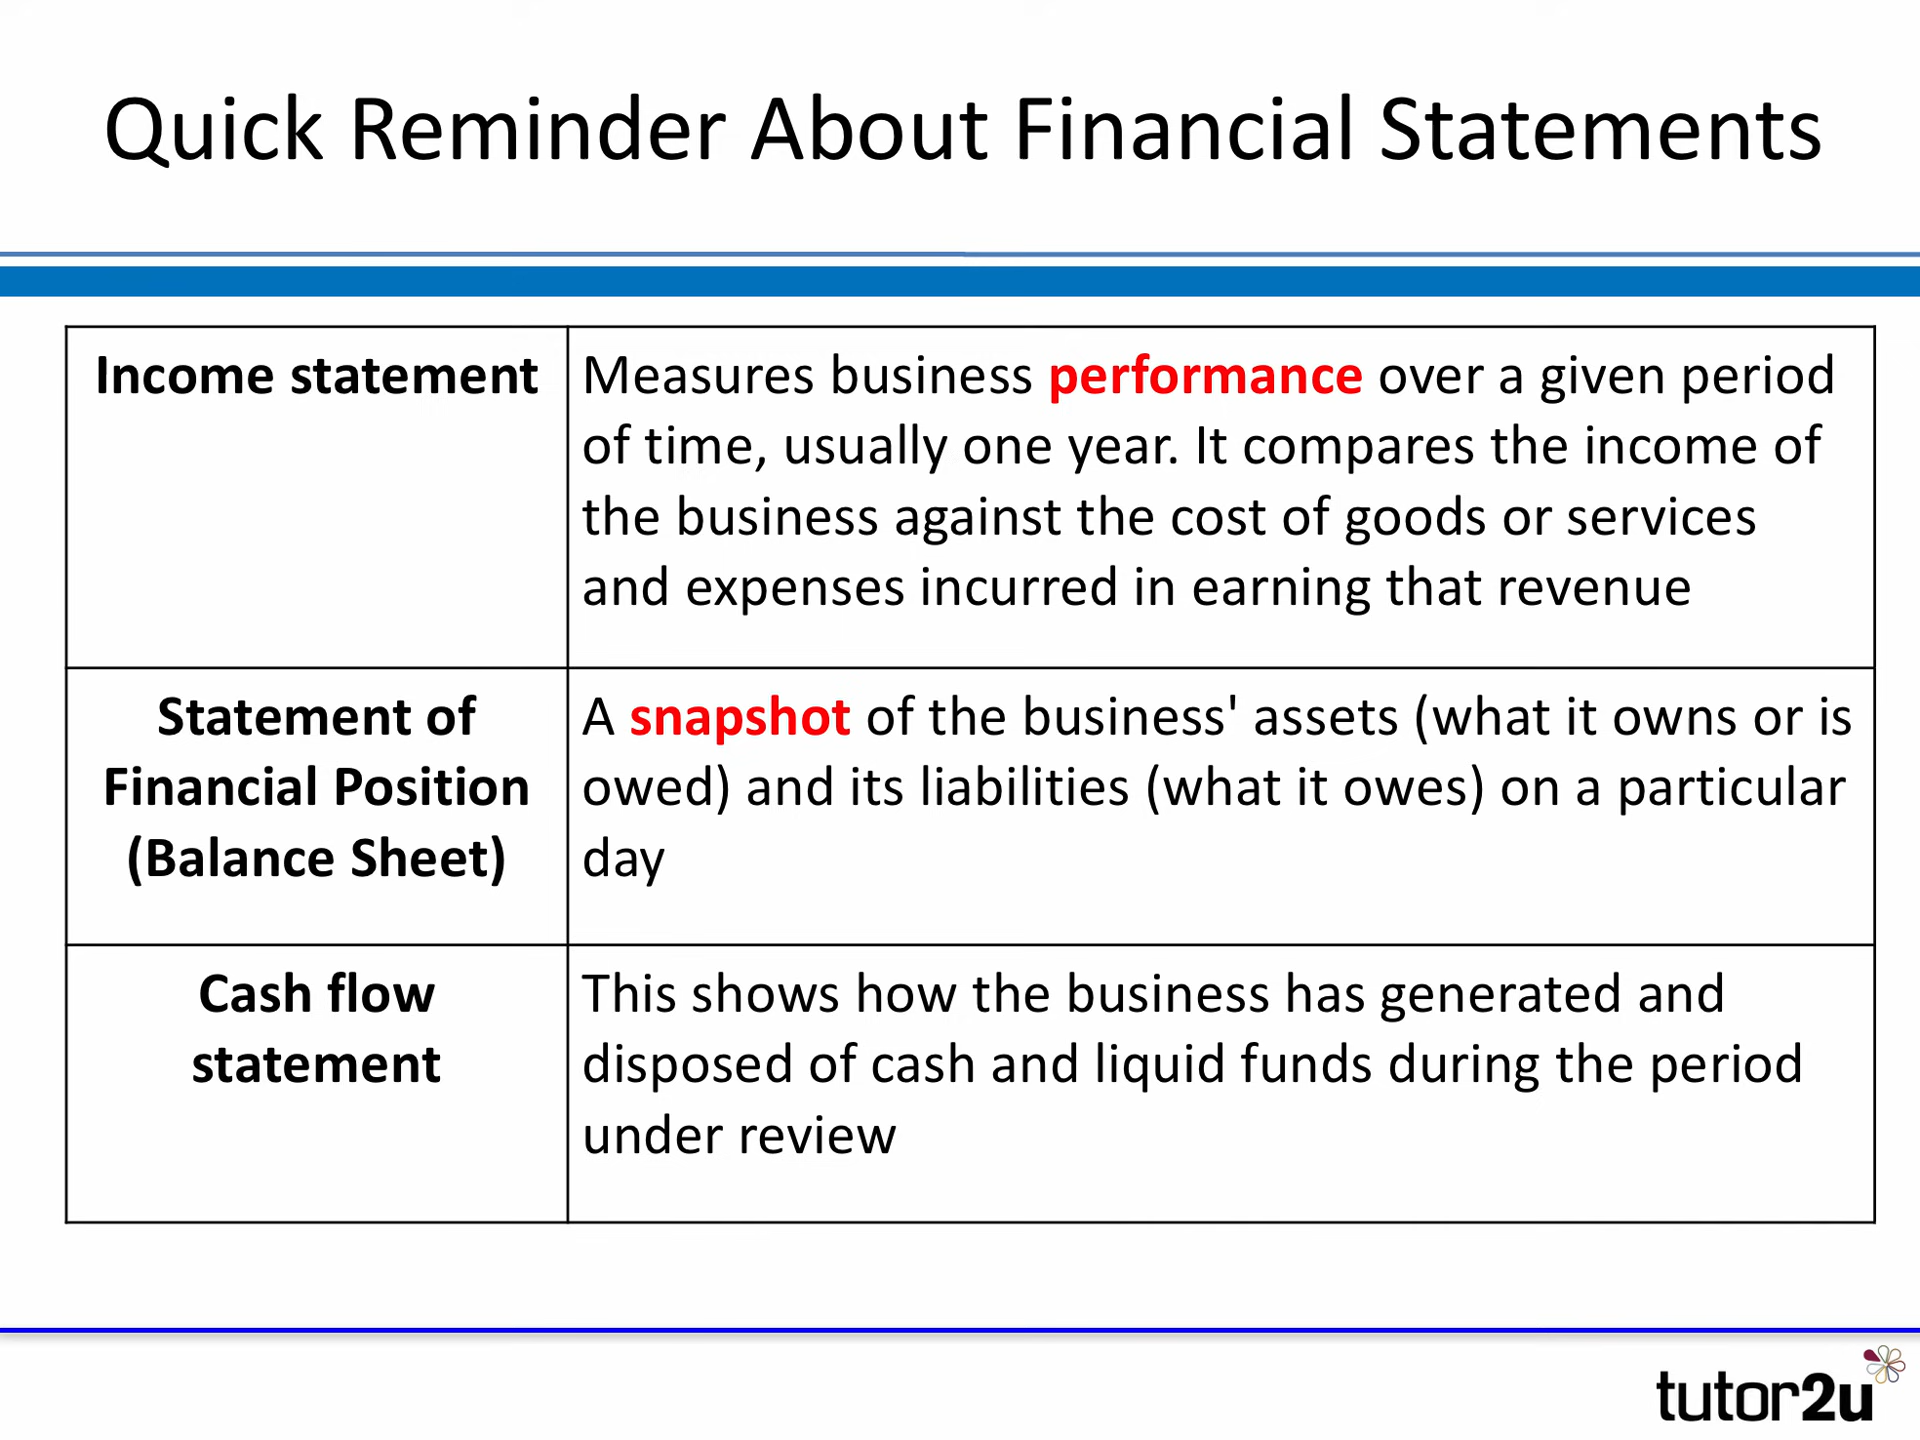 Quick Reminder About Financial Statements
Income statement
Measures business performance over a given period
of time, usually one year. It compares the income of
the business against the cost of goods or services
and expenses incurred in earning that revenue
Statement of
Financial Position
(Balance Sheet)
A snapshot of the business' assets (what it owns or is
owed) and its liabilities (what it owes) on a particular
day
Cash flow
statement
This shows how the business has generated and
disposed of cash and liquid funds during the period
under review
tutor2u